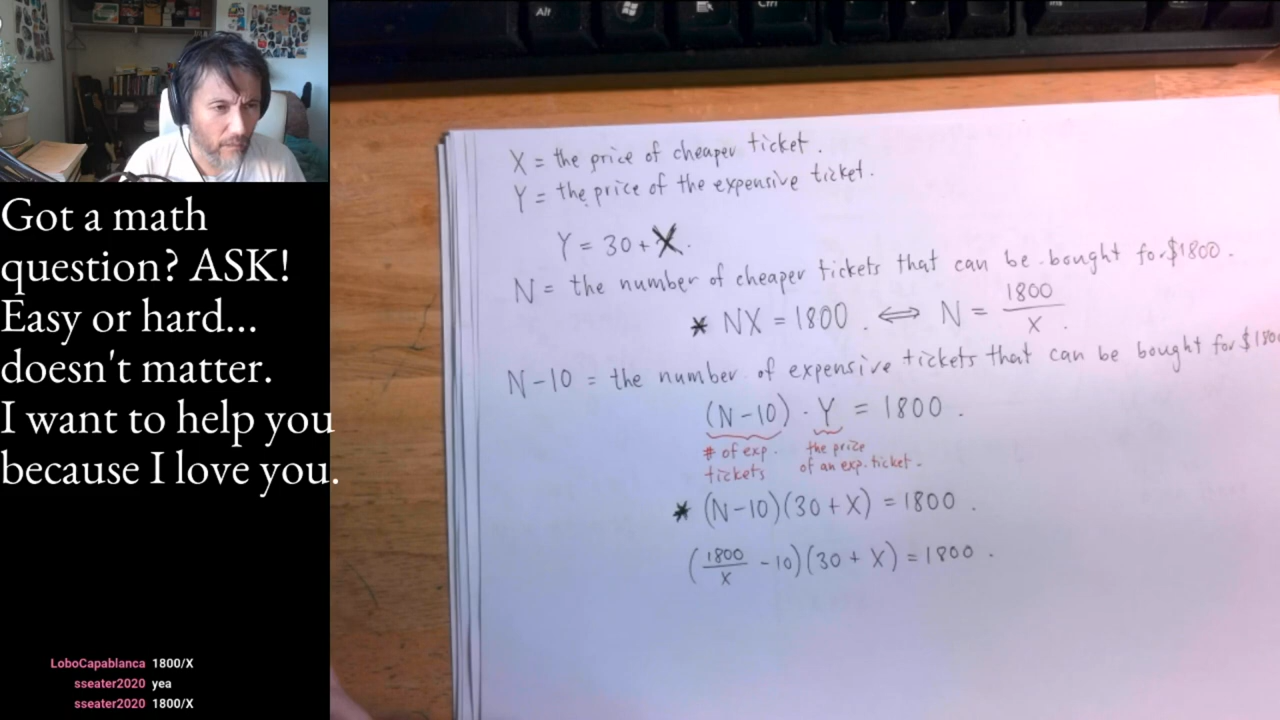 Alt
Ctrl
Got a math
question? ASK!
Easy or hard...
doesn't matter.
I want to help you
because I love you.
LoboCapablanca 1800/X
sseater2020 yea
sseater2020 1800/X
X = the price of cheaper ticket.
Y = the price of the expensive ticket.
Y = 30 + X.
N = the number of cheaper tickets that can be bought for $1800.
* NX = 1800. ⟺ N = 1800/X.
N-10 = the number of expensive tickets that can be bought for
(N-10) · Y = 1800.
# of exp. tickets
the price of an exp. ticket.
* (N-10)(30+X) = 1800.
(1800/X - 10)(30 + X) = 1800.